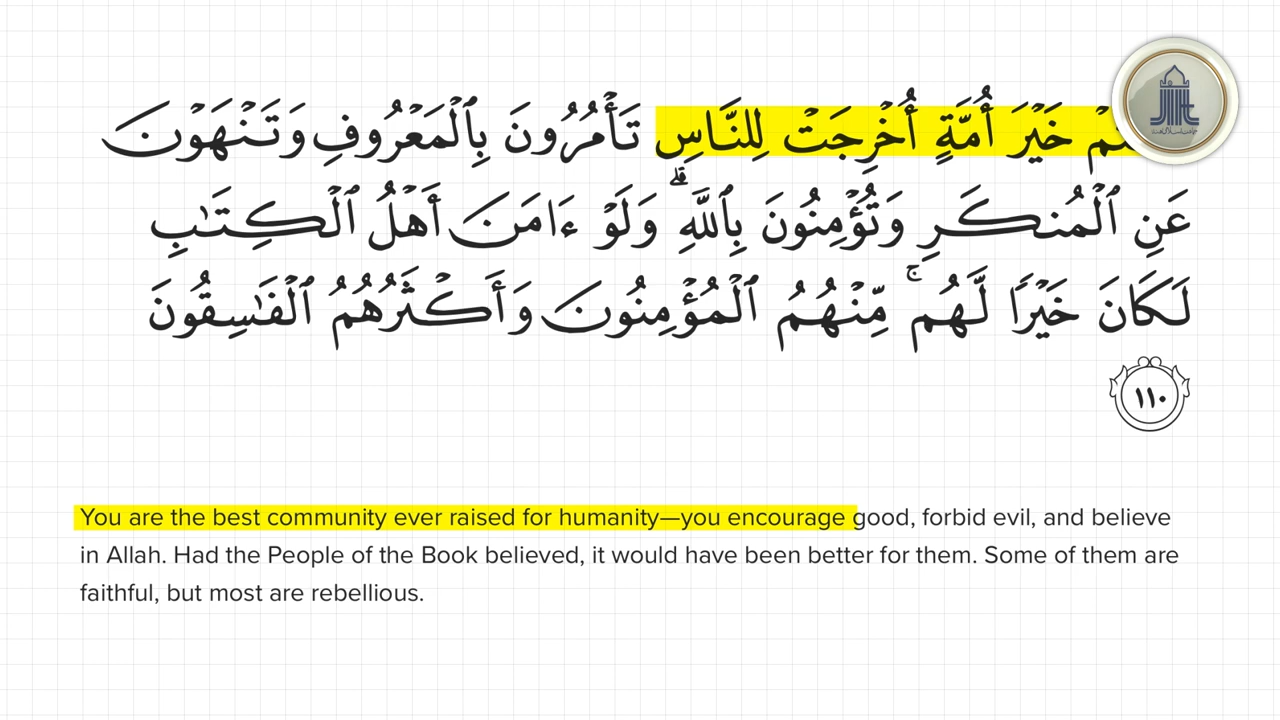 خَيْرَ أُمَّةٍ أُخْرِجَتْ لِلنَّاسِ تَأْمُرُونَ بِٱلْمَعْرُوفِ وَتَنْهَوْنَ
عَنِ ٱلْمُنكَرِ وَتُؤْمِنُونَ بِٱللَّهِ ۗ وَلَوْ ءَامَنَ أَهْلُ ٱلْكِتَـٰبِ
لَكَانَ خَيْرًا لَّهُم ۚ مِّنْهُمُ ٱلْمُؤْمِنُونَ وَأَكْثَرُهُمُ ٱلْفَـٰسِقُونَ
١١٠
You are the best community ever raised for humanity—you encourage good, forbid evil, and believe
in Allah. Had the People of the Book believed, it would have been better for them. Some of them are
faithful, but most are rebellious.